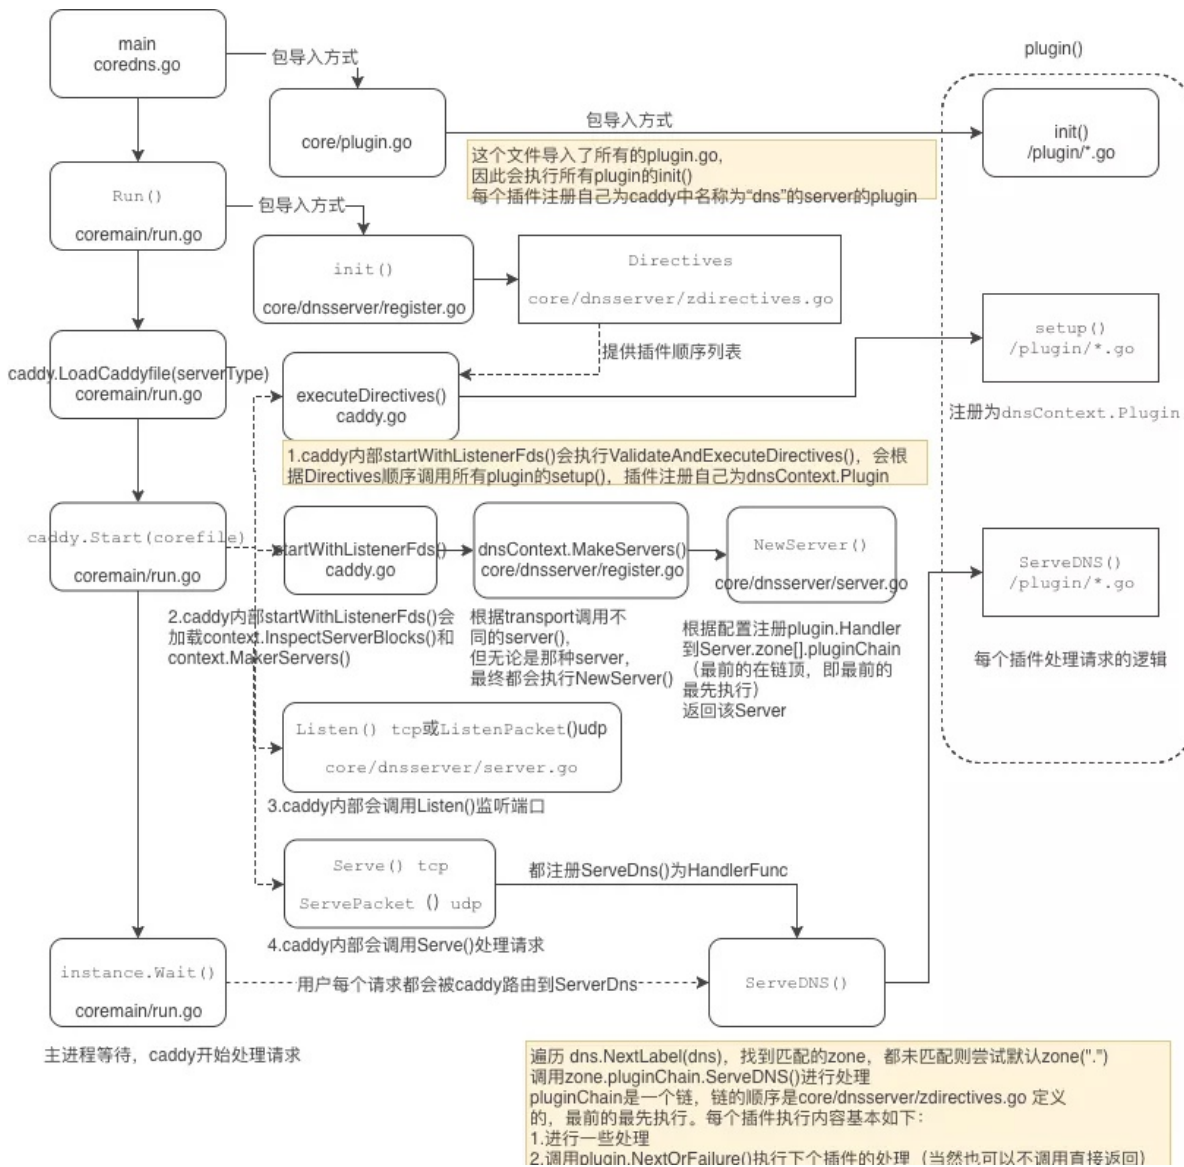 main
coredns.go
包导入方式
plugin()
core/plugin.go
包导入方式
init()
/plugin/*.go
这个文件导入了所有的plugin.go,
因此会执行所有plugin的init()
每个插件注册自己为caddy中名称为“dns”的server的plugin
Run()
coremain/run.go
包导入方式
init()
core/dnsserver/register.go
Directives
core/dnsserver/zdirectives.go
提供插件顺序列表
setup()
/plugin/*.go
注册为dnsContext.Plugin
caddy.LoadCaddyfile(serverType)
coremain/run.go
executeDirectives()
caddy.go
1.caddy内部startWithListenerFds()会执行ValidateAndExecuteDirectives()，会根
据Directives顺序调用所有plugin的setup()，插件注册自己为dnsContext.Plugin
caddy.Start(corefile)
coremain/run.go
startWithListenerFds()
caddy.go
dnsContext.MakeServers()
core/dnsserver/register.go
NewServer()
core/dnsserver/server.go
ServeDNS()
/plugin/*.go
2.caddy内部startWithListenerFds()会
加载context.InspectServerBlocks()和
context.MakerServers()
根据transport调用不
同的server(),
但无论是那种server,
最终都会执行NewServer()
根据配置注册plugin.Handler
到Server.zone[].pluginChain
（最前的在链顶，即最前的
最先执行）
返回该Server
每个插件处理请求的逻辑
Listen() tcp或ListenPacket()udp
core/dnsserver/server.go
3.caddy内部会调用Listen()监听端口
Serve() tcp
ServePacket () udp
都注册ServeDns()为HandlerFunc
4.caddy内部会调用Serve()处理请求
instance.Wait()
coremain/run.go
用户每个请求都会被caddy路由到ServerDns
ServeDNS()
主进程等待，caddy开始处理请求
遍历 dns.NextLabel(dns)，找到匹配的zone，都未匹配则尝试默认zone(".")
调用zone.pluginChain.ServeDNS()进行处理
pluginChain是一个链，链的顺序是core/dnsserver/zdirectives.go 定义
的，最前的最先执行。每个插件执行内容基本如下：
1.进行一些处理
2.调用plugin.NextOrFailure()执行下个插件的处理（当然也可以不调用直接返回）